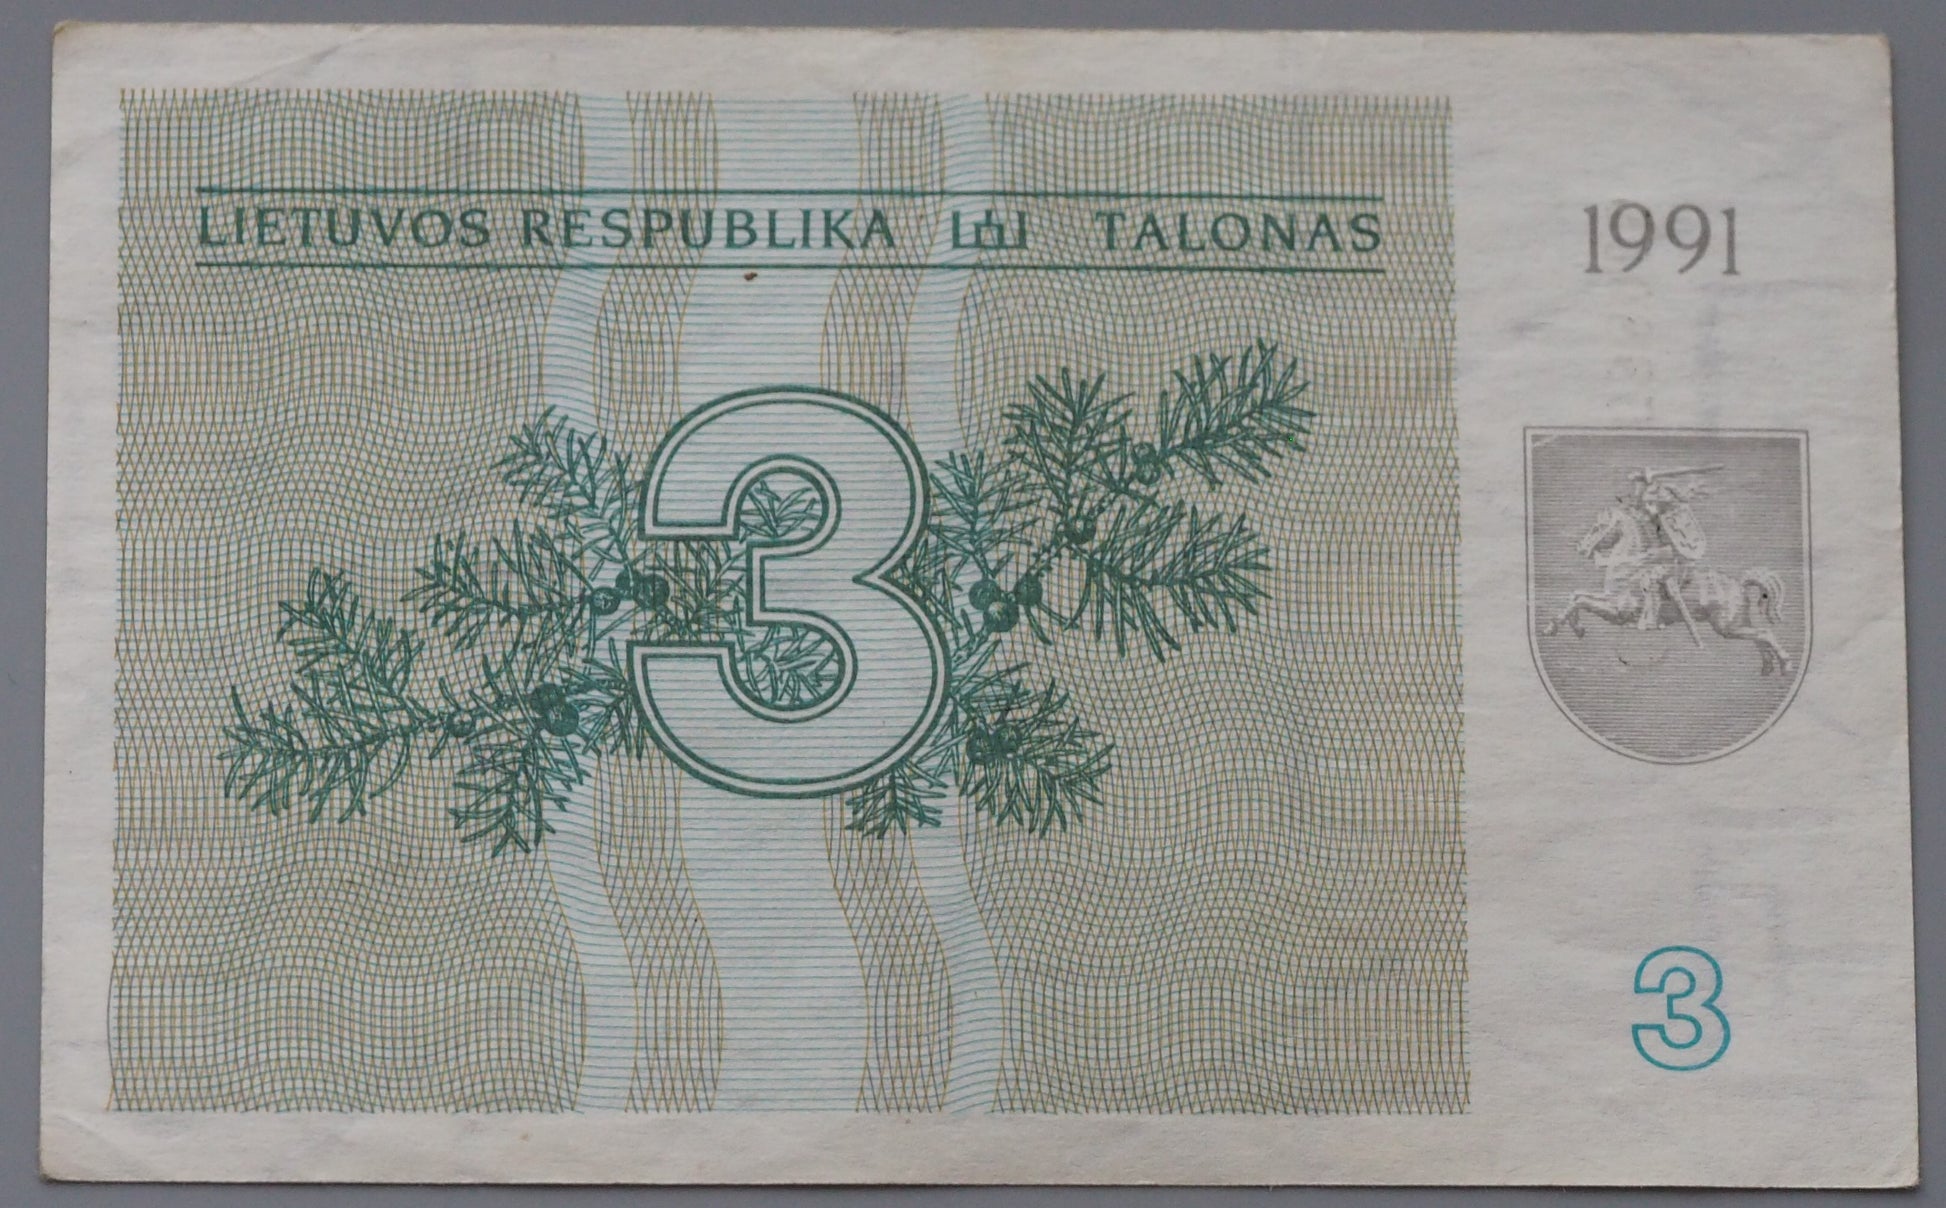 LIETUVOS RESPUBLIKA TALONAS
1991
3
3